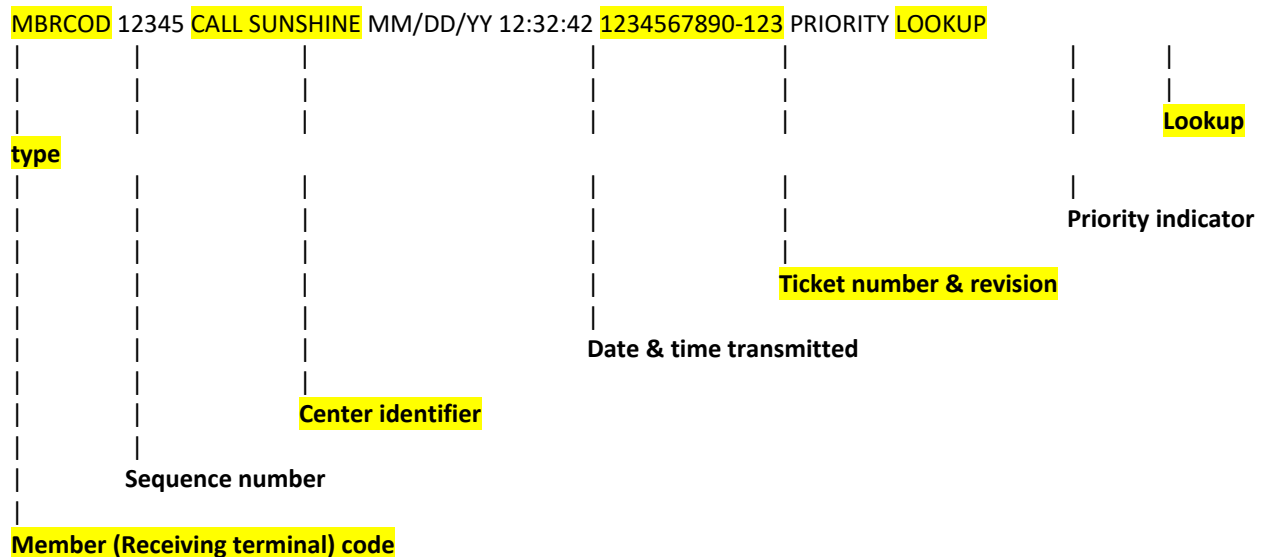 MBRCOD 12345 CALL SUNSHINE MM/DD/YY 12:32:42 1234567890-123 PRIORITY LOOKUP
| | | | | | |
| | | | | | |
| | | | | | Lookup
type
| | | | | |
| | | | | Priority indicator
| | | | |
| | | | Ticket number & revision
| | | |
| | | Date & time transmitted
| | |
| | Center identifier
| |
| Sequence number
|
Member (Receiving terminal) code